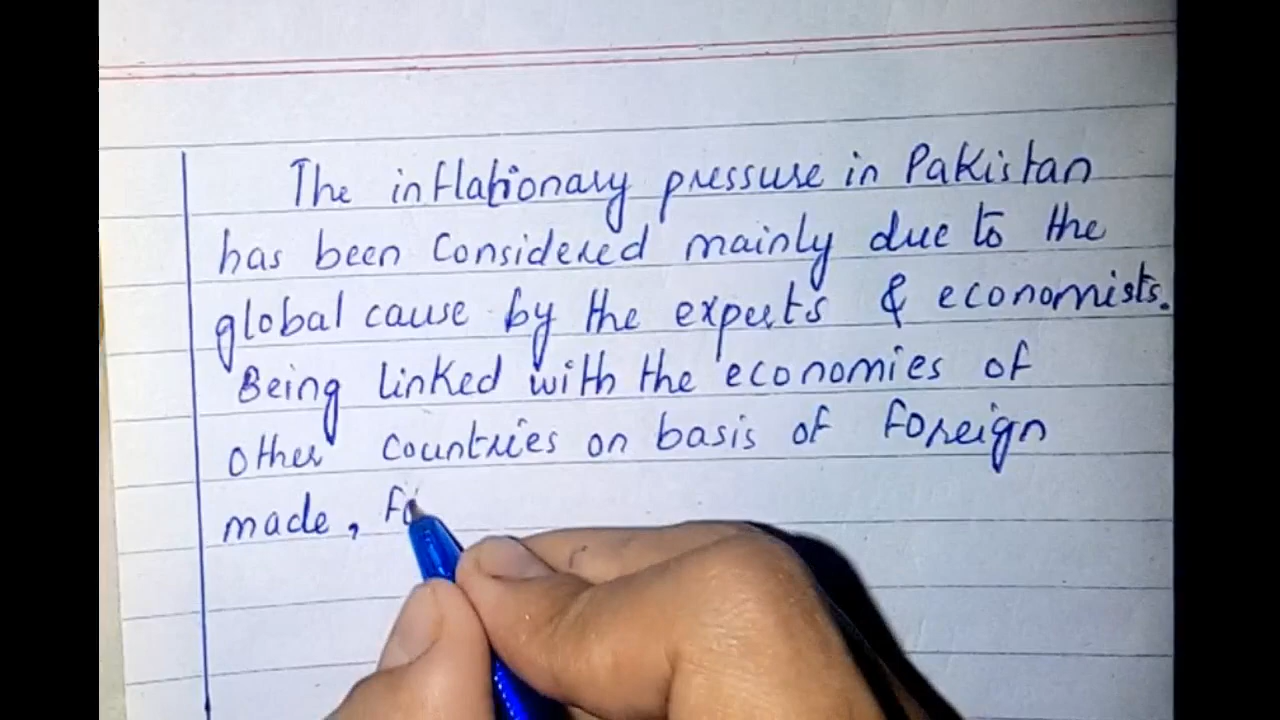 The inflationary pressure in Pakistan
has been Considered mainly due to the
global cause by the experts & economists.
Being linked with the economies of
other countries on basis of foreign
made, Fo